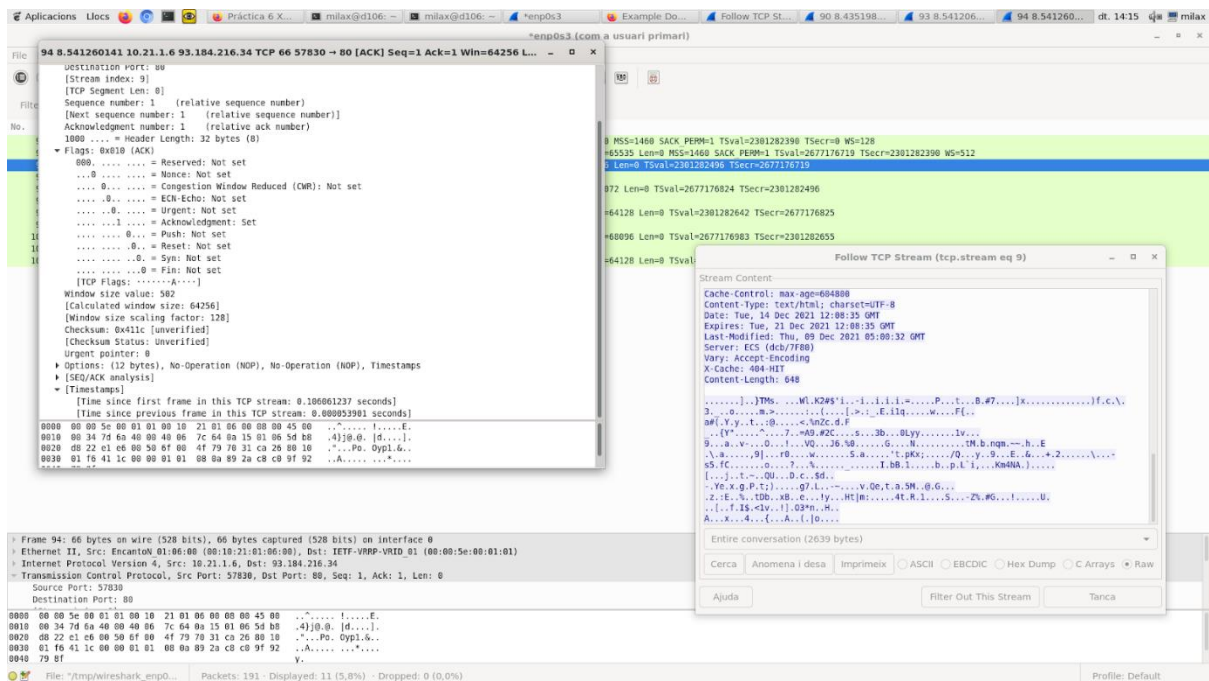 Aplicacions Llocs Práctica 6 X... milax@d106: ~ milax@d106: ~ *enp0s3 Example Do... Follow TCP St... 90 8.435198... 93 8.541206... 94 8.541260... dt. 14:15 milax
*enp0s3 (com a usuari primari)
File
94 8.541260141 10.21.1.6 93.184.216.34 TCP 66 57830 → 80 [ACK] Seq=1 Ack=1 Win=64256 L...
Destination Port: 80
[Stream index: 9]
[TCP Segment Len: 0]
Sequence number: 1 (relative sequence number)
[Next sequence number: 1 (relative sequence number)]
Acknowledgment number: 1 (relative ack number)
1000 .... = Header Length: 32 bytes (8)
Flags: 0x010 (ACK)
000. .... .... = Reserved: Not set
...0 .... .... = Nonce: Not set
.... 0... .... = Congestion Window Reduced (CWR): Not set
.... .0.. .... = ECN-Echo: Not set
.... ..0. .... = Urgent: Not set
.... ...1 .... = Acknowledgment: Set
.... .... 0... = Push: Not set
.... .... .0.. = Reset: Not set
.... .... ..0. = Syn: Not set
.... .... ...0 = Fin: Not set
[TCP Flags: ·······A····]
Window size value: 502
[Calculated window size: 64256]
[Window size scaling factor: 128]
Checksum: 0x411c [unverified]
[Checksum Status: Unverified]
Urgent pointer: 0
Options: (12 bytes), No-Operation (NOP), No-Operation (NOP), Timestamps
[SEQ/ACK analysis]
[Timestamps]
[Time since first frame in this TCP stream: 0.106061237 seconds]
[Time since previous frame in this TCP stream: 0.000053901 seconds]
0000 00 00 5e 00 01 01 00 10 21 01 06 00 08 00 45 00 ..^..... !.....E.
0010 00 34 7d 6a 40 00 40 06 7c 64 0a 15 01 06 5d b8 .4}j@.@. |d....].
0020 d8 22 e1 e6 00 50 6f 00 4f 79 70 31 ca 26 80 10 ."...Po. Oyp1.&..
0030 01 f6 41 1c 00 00 01 01 08 0a 89 2a c8 c0 9f 92 ..A..... ...*....
Filte
No.
0 MSS=1460 SACK_PERM=1 TSval=2301282390 TSecr=0 WS=128
=65535 Len=0 MSS=1460 SACK_PERM=1 TSval=2677176719 TSecr=2301282390 WS=512
6 Len=0 TSval=2301282496 TSecr=2677176719
072 Len=0 TSval=2677176824 TSecr=2301282496
=64128 Len=0 TSval=2301282642 TSecr=2677176825
=68096 Len=0 TSval=2677176983 TSecr=2301282655
=64128 Len=0 TSval
Follow TCP Stream (tcp.stream eq 9)
Stream Content
Cache-Control: max-age=604800
Content-Type: text/html; charset=UTF-8
Date: Tue, 14 Dec 2021 12:08:35 GMT
Expires: Tue, 21 Dec 2021 12:08:35 GMT
Last-Modified: Thu, 09 Dec 2021 05:00:32 GMT
Server: ECS (dcb/7F80)
Vary: Accept-Encoding
X-Cache: 404-HIT
Content-Length: 648
Entire conversation (2639 bytes)
Cerca Anomena i desa Imprimeix ASCII EBCDIC Hex Dump C Arrays Raw
Ajuda Filter Out This Stream Tanca
Frame 94: 66 bytes on wire (528 bits), 66 bytes captured (528 bits) on interface 0
Ethernet II, Src: EncantoN_01:06:00 (00:10:21:01:06:00), Dst: IETF-VRRP-VRID_01 (00:00:5e:00:01:01)
Internet Protocol Version 4, Src: 10.21.1.6, Dst: 93.184.216.34
Transmission Control Protocol, Src Port: 57830, Dst Port: 80, Seq: 1, Ack: 1, Len: 0
Source Port: 57830
Destination Port: 80
0000 00 00 5e 00 01 01 00 10 21 01 06 00 08 00 45 00 ..^..... !.....E.
0010 00 34 7d 6a 40 00 40 06 7c 64 0a 15 01 06 5d b8 .4}j@.@. |d....].
0020 d8 22 e1 e6 00 50 6f 00 4f 79 70 31 ca 26 80 10 ."...Po. Oyp1.&..
0030 01 f6 41 1c 00 00 01 01 08 0a 89 2a c8 c0 9f 92 ..A..... ...*....
0040 79 8f y.
File: "/tmp/wireshark_enp0... Packets: 191 · Displayed: 11 (5,8%) · Dropped: 0 (0,0%) Profile: Default